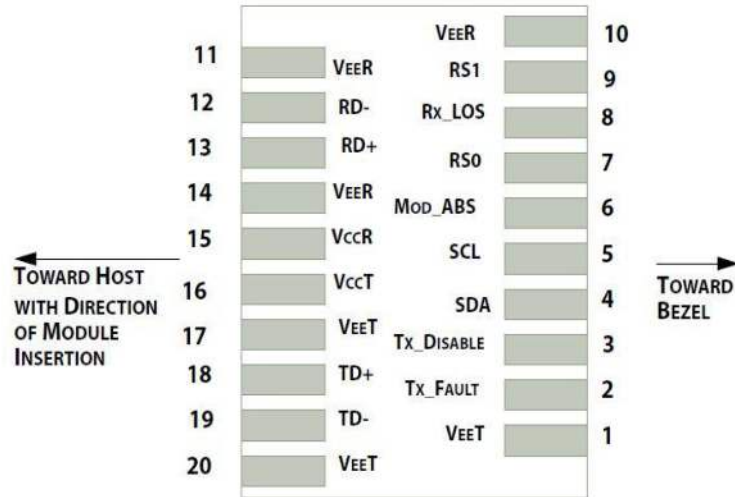 11 VEER
12 RD-
13 RD+
14 VEER
15 VCCR
16 VCCT
17 VEET
18 TD+
19 TD-
20 VEET
VEER 10
RS1 9
RX_LOS 8
RS0 7
MOD_ABS 6
SCL 5
SDA 4
TX_DISABLE 3
TX_FAULT 2
VEET 1
TOWARD HOST
WITH DIRECTION
OF MODULE
INSERTION
TOWARD
BEZEL